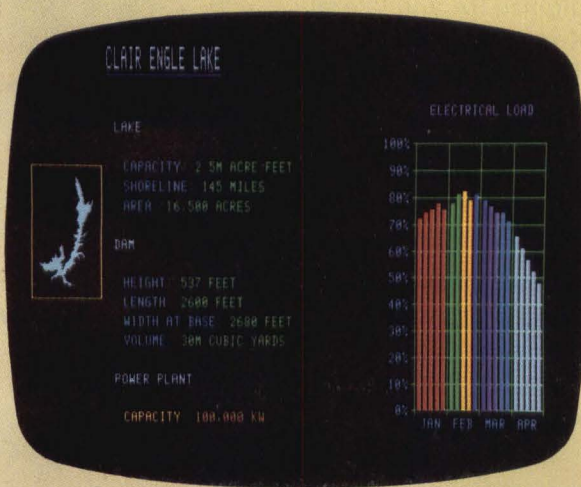 CLAIR ENGLE LAKE
LAKE
CAPACITY 2.5M ACRE-FEET
SHORELINE 145 MILES
AREA 16.500 ACRES
DAM
HEIGHT 537 FEET
LENGTH 2600 FEET
WIDTH AT BASE 2600 FEET
VOLUME 30M CUBIC YARDS
POWER PLANT
CAPACITY 100.000 KW
ELECTRICAL LOAD
100%
90%
80%
70%
60%
50%
40%
30%
20%
10%
0%
JAN FEB MAR APR